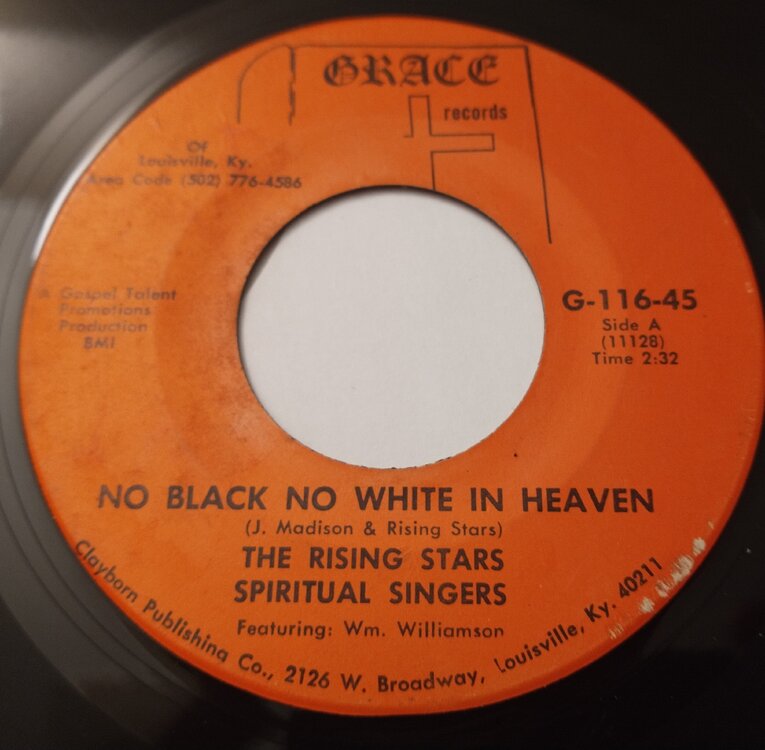 GRACE
records
Of
Louisville, Ky.
Area Code (502) 776-4586
A Gospel Talent
Promotions
Production
BMI
G-116-45
Side A
(11128)
Time 2:32
NO BLACK NO WHITE IN HEAVEN
(J. Madison & Rising Stars)
THE RISING STARS
SPIRITUAL SINGERS
Featuring: Wm. Williamson
Clayborn Publishing Co., 2126 W. Broadway, Louisville, Ky. 40211